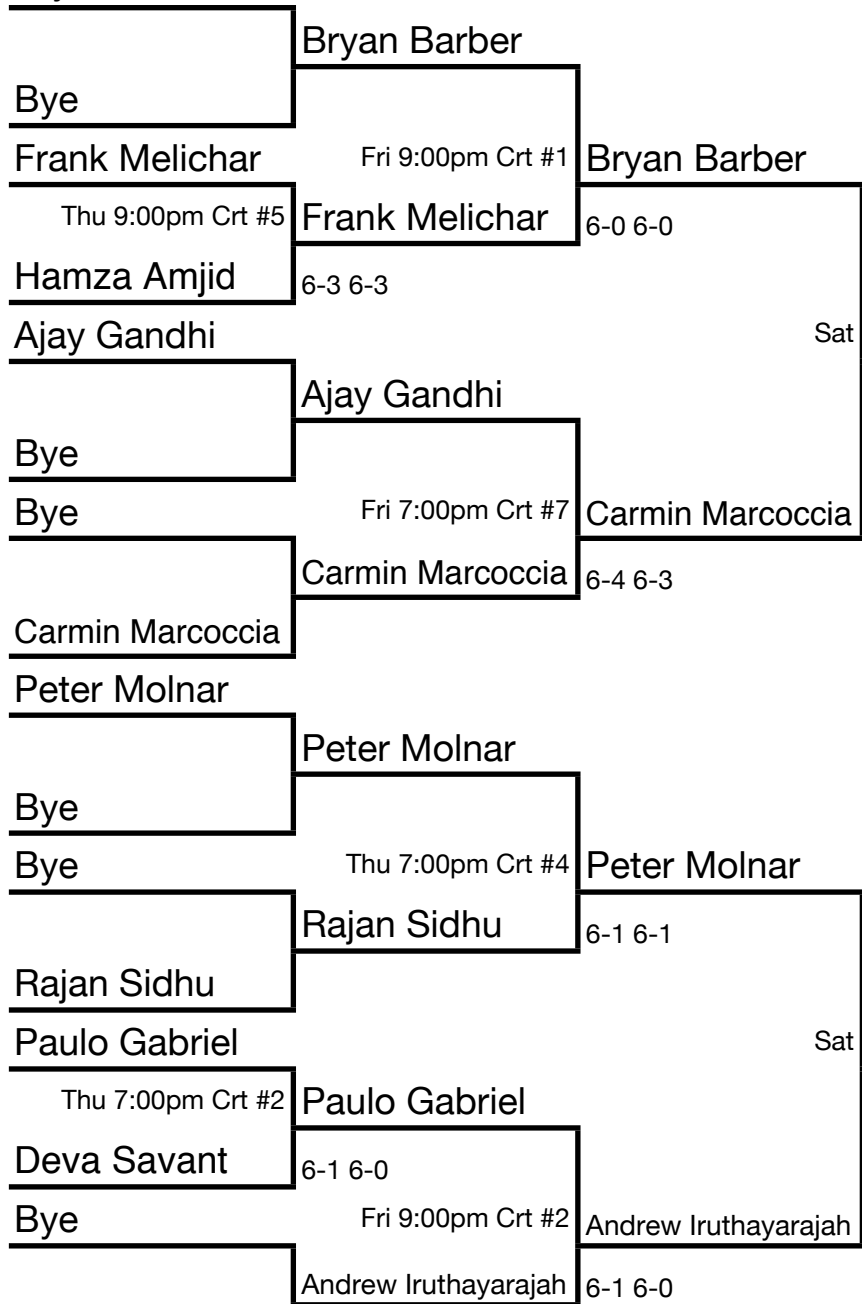 Bryan Barber
Bye
Frank Melichar
Fri 9:00pm Crt #1
Bryan Barber
Thu 9:00pm Crt #5
Frank Melichar
6-0 6-0
Hamza Amjid
6-3 6-3
Ajay Gandhi
Sat
Ajay Gandhi
Bye
Bye
Fri 7:00pm Crt #7
Carmin Marcoccia
Carmin Marcoccia
6-4 6-3
Carmin Marcoccia
Peter Molnar
Peter Molnar
Bye
Bye
Thu 7:00pm Crt #4
Peter Molnar
Rajan Sidhu
6-1 6-1
Rajan Sidhu
Paulo Gabriel
Sat
Thu 7:00pm Crt #2
Paulo Gabriel
Deva Savant
6-1 6-0
Bye
Fri 9:00pm Crt #2
Andrew Iruthayarajah
Andrew Iruthayarajah
6-1 6-0